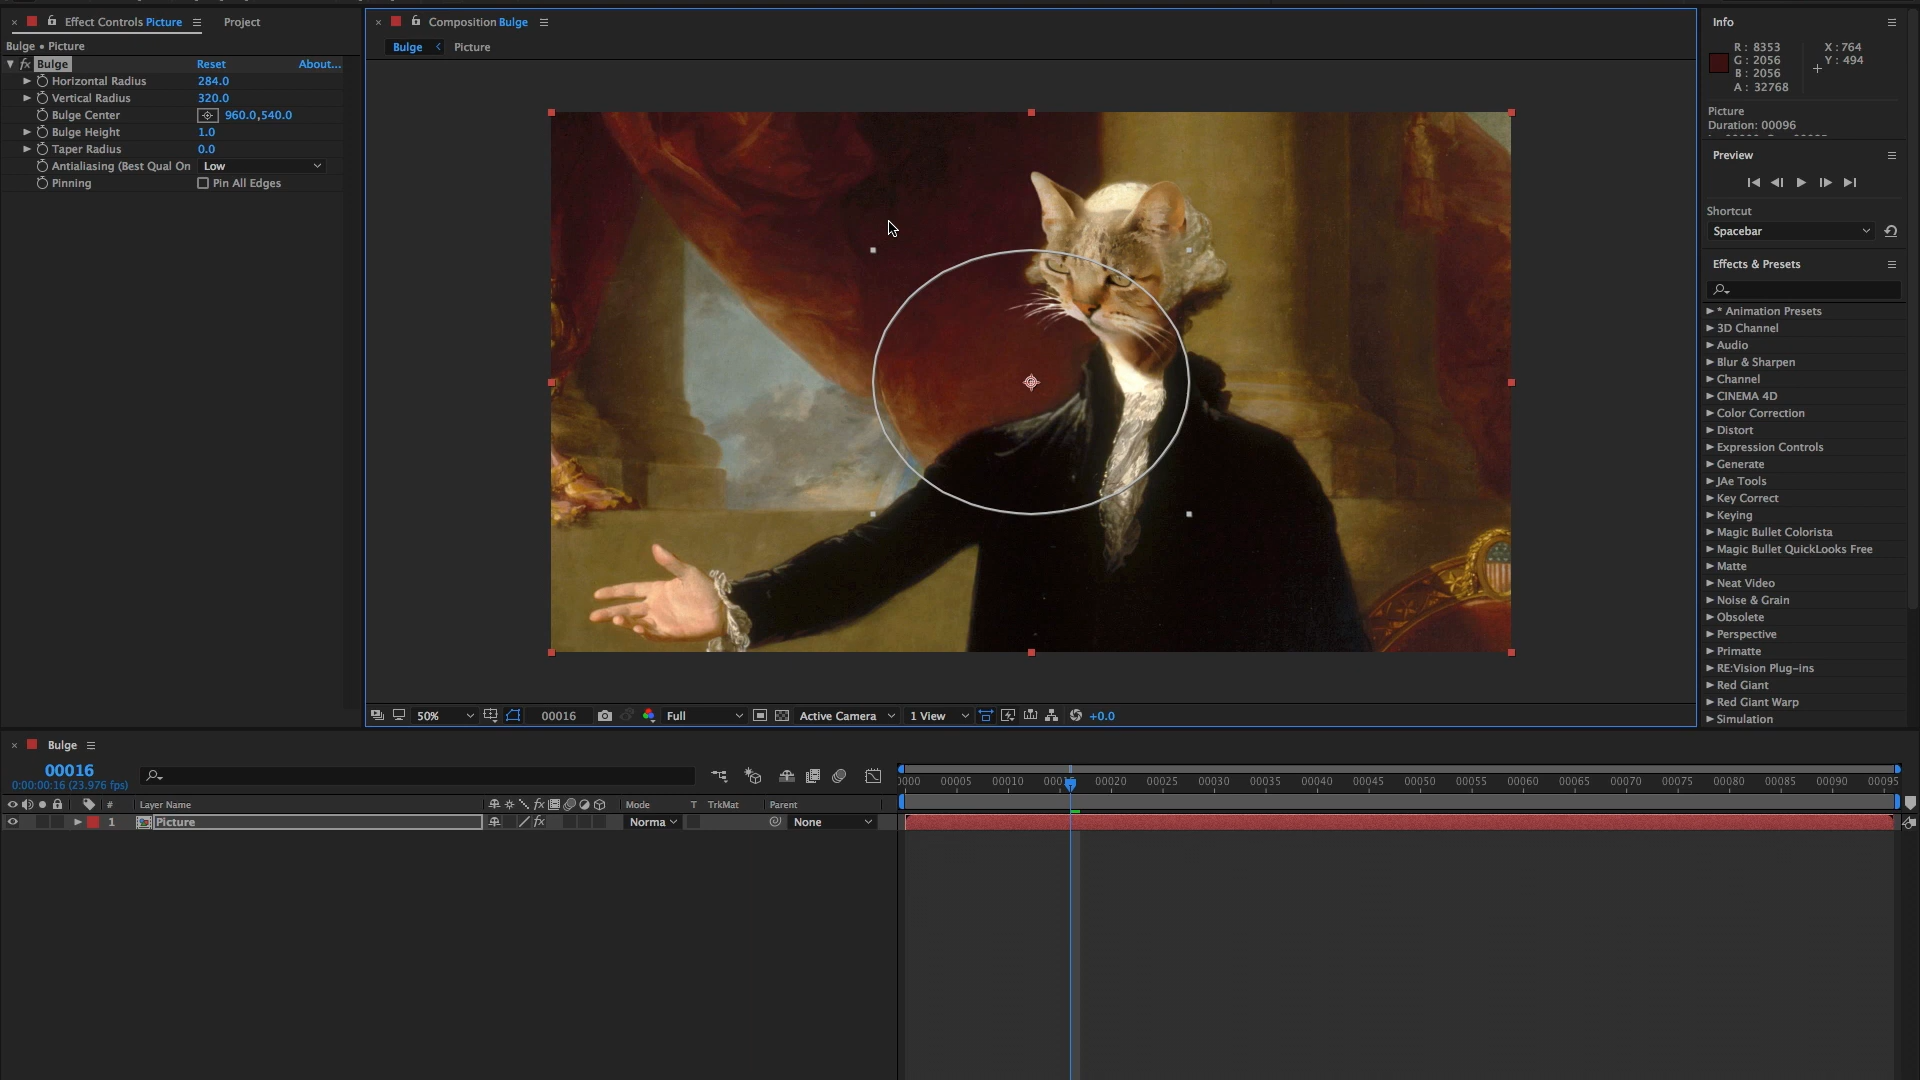 Effect Controls Picture
Project
Bulge • Picture
fx Bulge Reset About...
Horizontal Radius 284.0
Vertical Radius 320.0
Bulge Center 960.0,540.0
Bulge Height 1.0
Taper Radius 0.0
Antialiasing (Best Qual On Low
Pinning Pin All Edges
Composition Bulge
Bulge Picture
50% 00016 Full Active Camera 1 View +0.0
Info
R : 8353 X : 764
G : 2056 Y : 494
B : 2056
A : 32768
Picture
Duration: 00096
Preview
Shortcut
Spacebar
Effects & Presets
* Animation Presets
3D Channel
Audio
Blur & Sharpen
Channel
CINEMA 4D
Color Correction
Distort
Expression Controls
Generate
JAe Tools
Key Correct
Keying
Magic Bullet Colorista
Magic Bullet QuickLooks Free
Matte
Neat Video
Noise & Grain
Obsolete
Perspective
Primatte
RE:Vision Plug-ins
Red Giant
Red Giant Warp
Simulation
Bulge
00016
0:00:00:16 (23.976 fps)
# Layer Name fx Mode T TrkMat Parent
1 Picture fx Norma None
0000 00005 00010 00015 00020 00025 00030 00035 00040 00045 00050 00055 00060 00065 00070 00075 00080 00085 00090 00095